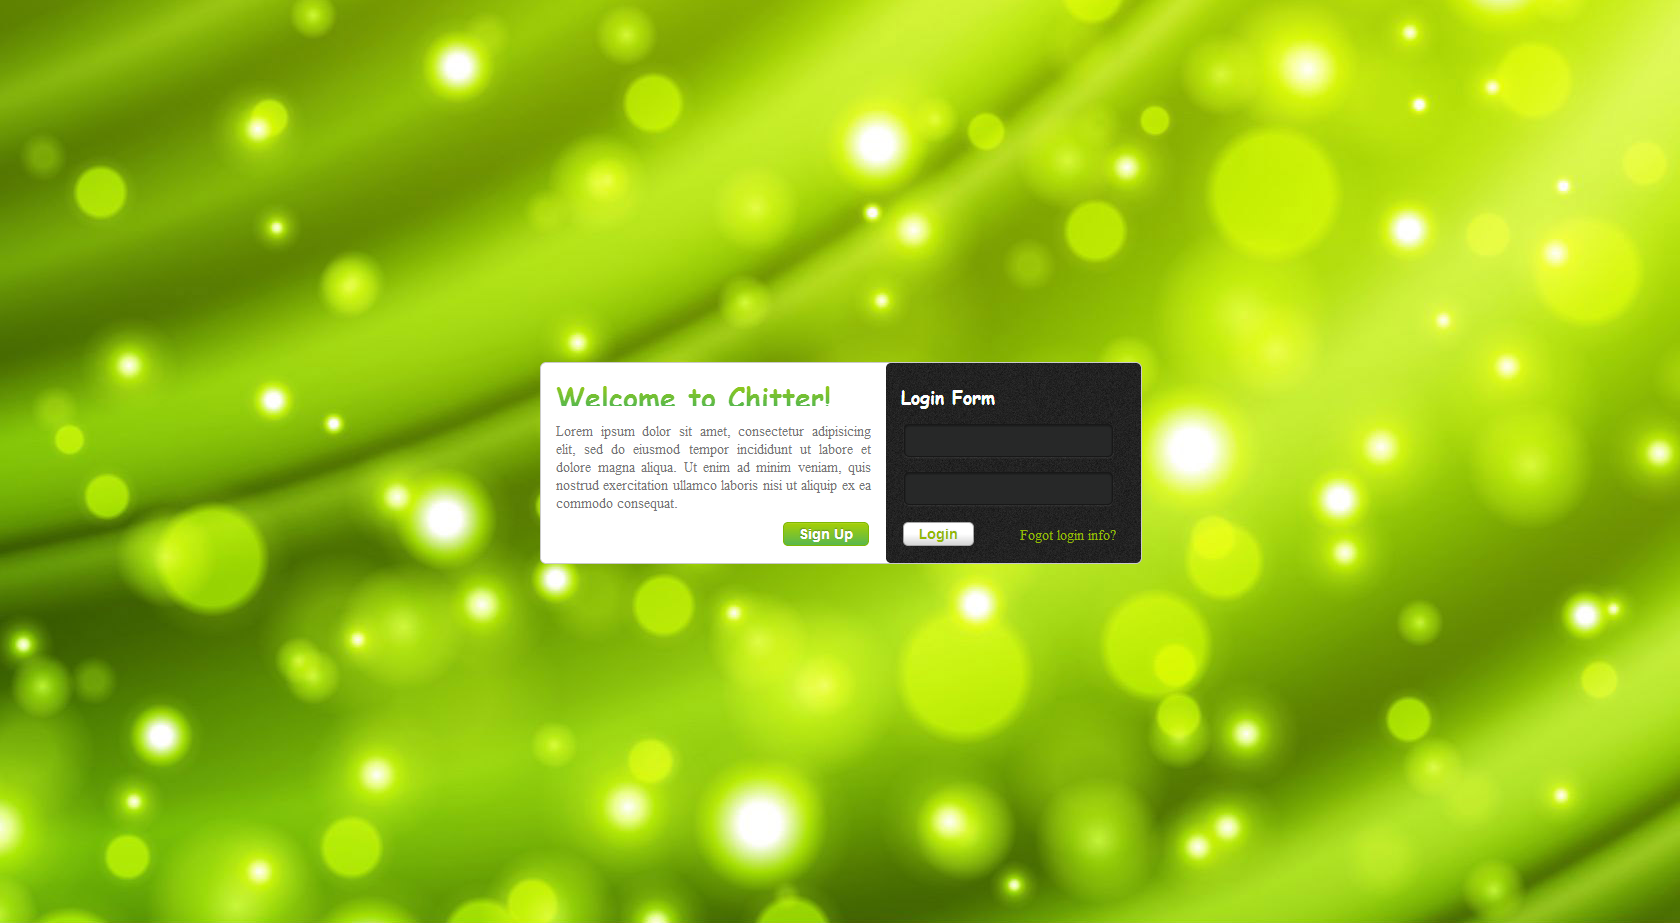 Welcome to Chitter!
Lorem ipsum dolor sit amet, consectetur adipisicing
elit, sed do eiusmod tempor incididunt ut labore et
dolore magna aliqua. Ut enim ad minim veniam, quis
nostrud exercitation ullamco laboris nisi ut aliquip ex ea
commodo consequat.
Sign Up
Login Form
Login
Fogot login info?